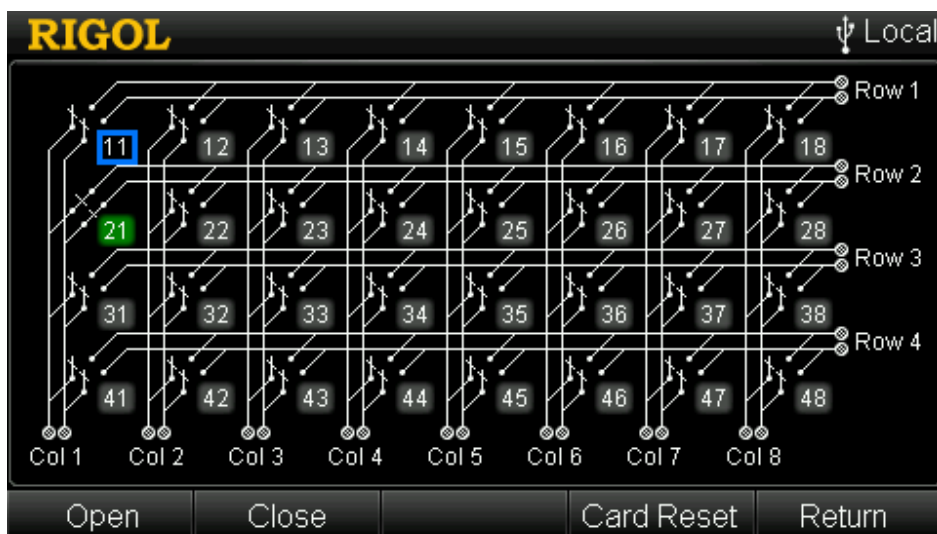 RIGOL Local
Row 1
11 12 13 14 15 16 17 18
Row 2
21 22 23 24 25 26 27 28
Row 3
31 32 33 34 35 36 37 38
Row 4
41 42 43 44 45 46 47 48
Col 1 Col 2 Col 3 Col 4 Col 5 Col 6 Col 7 Col 8
Open Close Card Reset Return